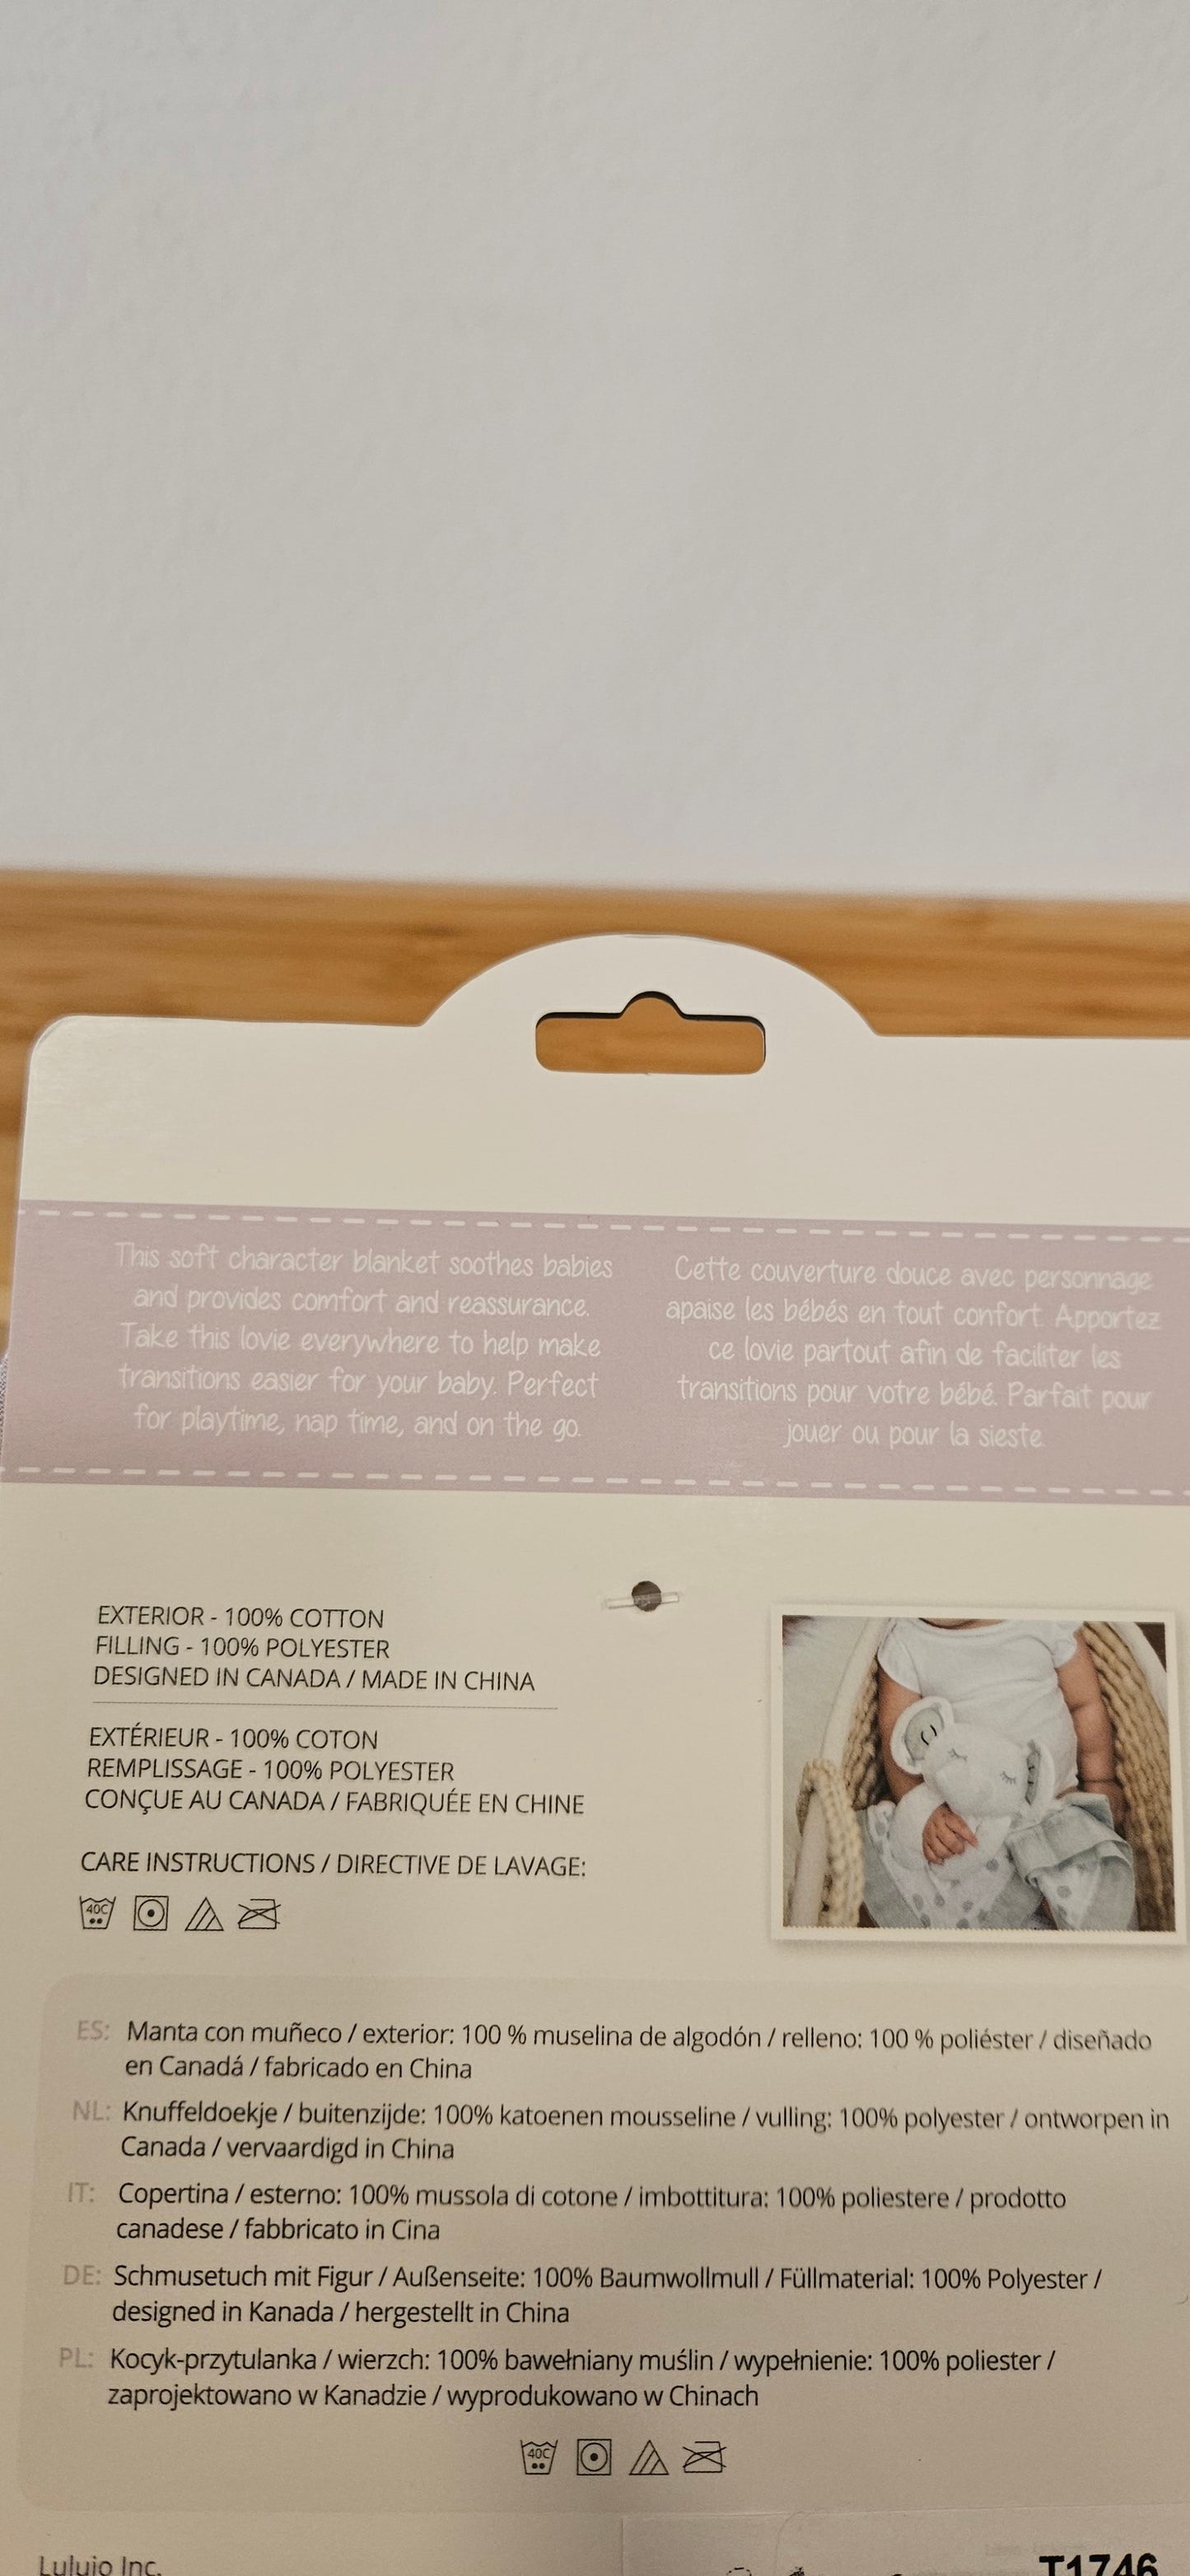 This soft character blanket soothes babies
and provides comfort and reassurance.
Take this lovie everywhere to help make
transitions easier for your baby. Perfect
for playtime, nap time, and on the go.
Cette couverture douce avec personnage
apaise les bébés en tout confort. Apportez
ce lovie partout afin de faciliter les
transitions pour votre bébé. Parfait pour
jouer ou pour la sieste.
EXTERIOR - 100% COTTON
FILLING - 100% POLYESTER
DESIGNED IN CANADA / MADE IN CHINA
EXTÉRIEUR - 100% COTON
REMPLISSAGE - 100% POLYESTER
CONÇUE AU CANADA / FABRIQUÉE EN CHINE
CARE INSTRUCTIONS / DIRECTIVE DE LAVAGE:
40C
ES: Manta con muñeco / exterior: 100 % muselina de algodón / relleno: 100 % poliéster / diseñado
en Canadá / fabricado en China
NL: Knuffeldoekje / buitenzijde: 100% katoenen mousseline / vulling: 100% polyester / ontworpen in
Canada / vervaardigd in China
IT: Copertina / esterno: 100% mussola di cotone / imbottitura: 100% poliestere / prodotto
canadese / fabbricato in Cina
DE: Schmusetuch mit Figur / Außenseite: 100% Baumwollmull / Füllmaterial: 100% Polyester /
designed in Kanada / hergestellt in China
PL: Kocyk-przytulanka / wierzch: 100% bawełniany muślin / wypełnienie: 100% poliester /
zaprojektowano w Kanadzie / wyprodukowano w Chinach
40C
Lulujo Inc.
T1746